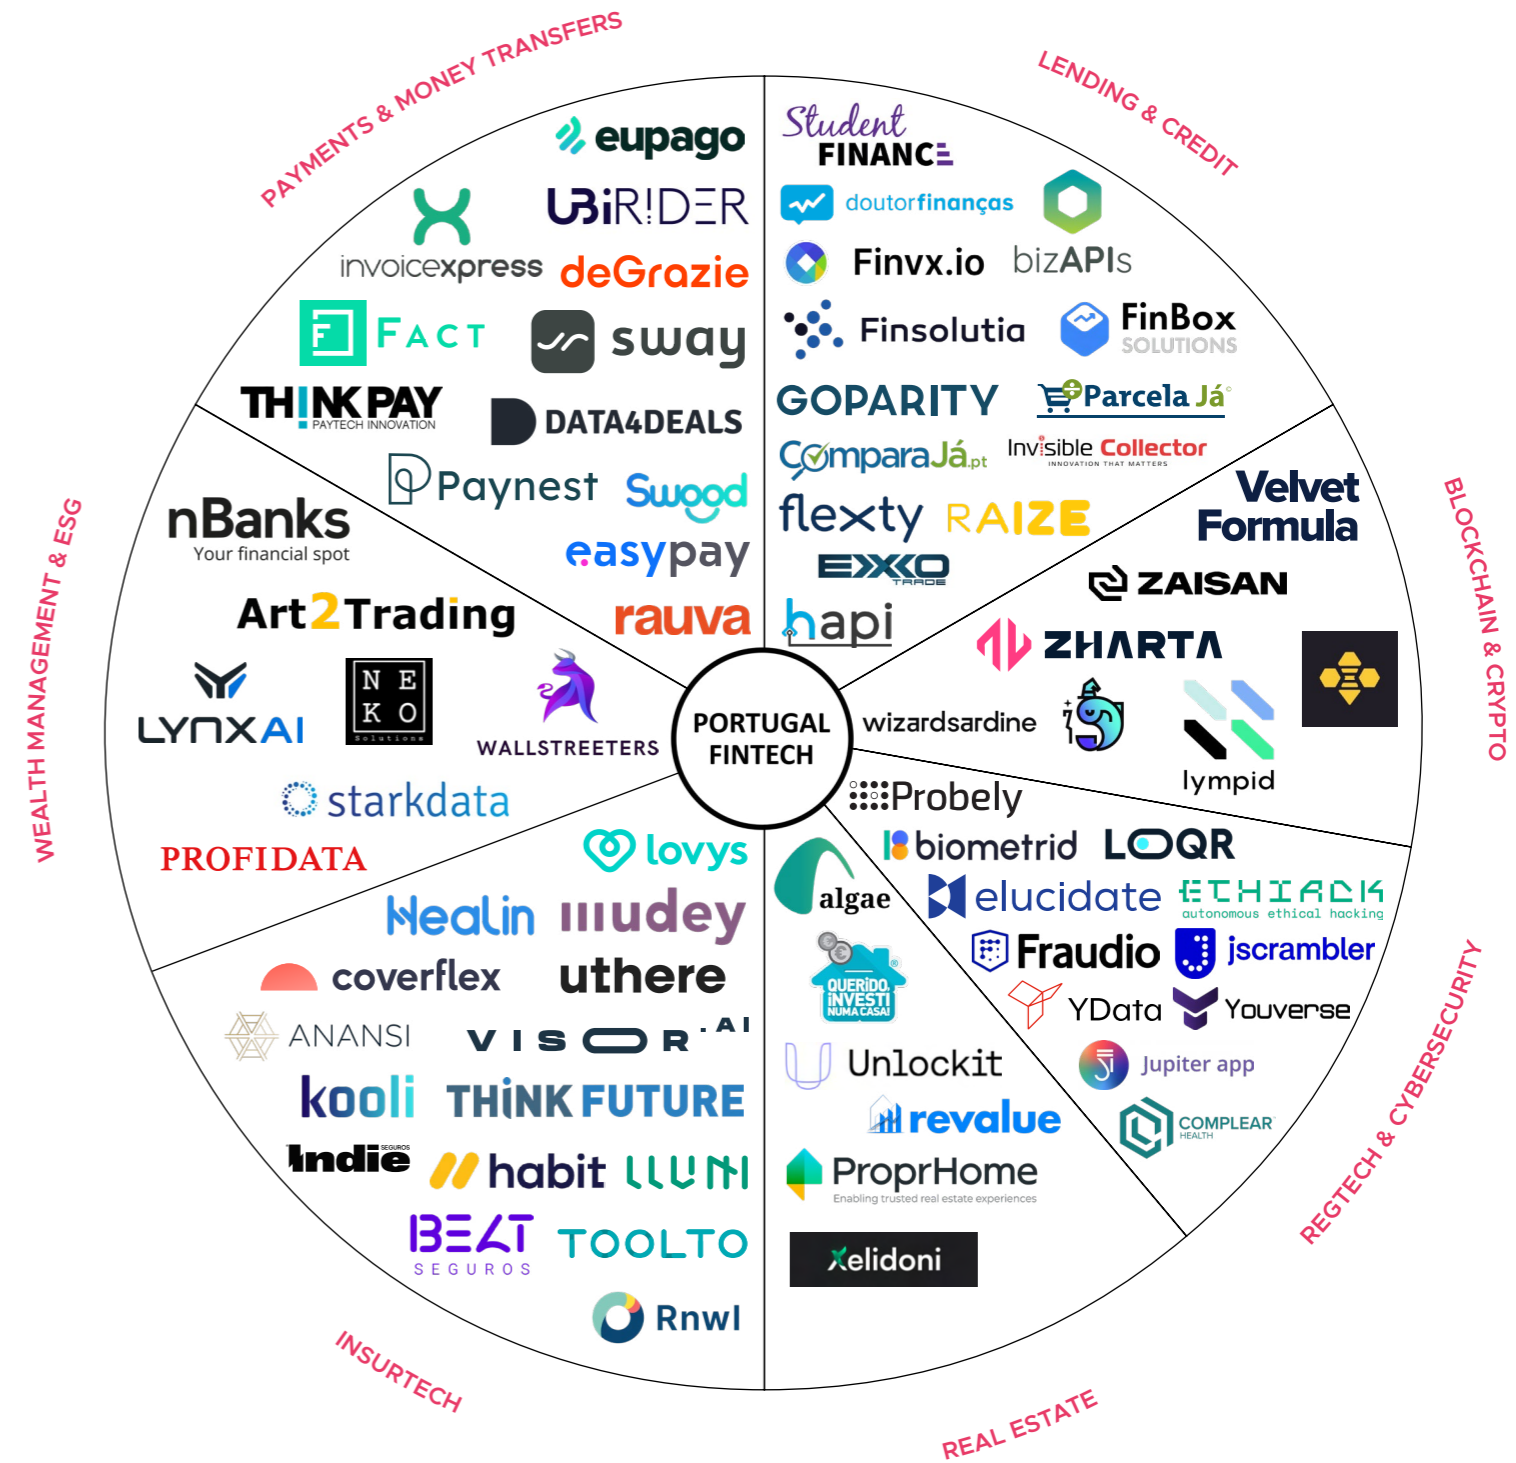 PAYMENTS & MONEY TRANSFERS
eupago
UBiR!DER
invoicexpress
deGrazie
F
FACT
sway
TH!NK PAY
PAYTECH INNOVATION
DATA4DEALS
Paynest
Swood
easypay
rauva
LENDING & CREDIT
Student
FINANCE
doutorfinanças
Finvx.io
bizAPIs
Finsolutia
FinBox
SOLUTIONS
GOPARITY
Parcela Já
ComparaJá.pt
Invisible Collector
INNOVATION THAT MATTERS
flexty
RAIZE
EXXO
TRADE
hapi
BLOCKCHAIN & CRYPTO
Velvet
Formula
ZAISAN
ZHARTA
wizardsardine
lympid
PORTUGAL
FINTECH
REGTECH & CYBERSECURITY
Probely
biometrid
LOQR
elucidate
ETHIACK
autonomous ethical hacking
Fraudio
jscrambler
YData
Youverse
Jupiter app
COMPLEAR
HEALTH
REAL ESTATE
algae
QUERIDO,
INVESTI
NUMA CASA!
®
Unlockit
revalue
ProprHome
Enabling trusted real estate experiences
Xelidoni
INSURTECH
lovys
Healin
mudey
coverflex
uthere
ANANSI
VISOR.AI
kooli
THiNK FUTURE
Indie
SEGUROS
habit
LLUNI
BEAT
SEGUROS
TOOLTO
Rnwl
WEALTH MANAGEMENT & ESG
nBanks
Your financial spot
Art2Trading
LYNXAI
N E
K O
Solutions
WALLSTREETERS
starkdata
PROFIDATA